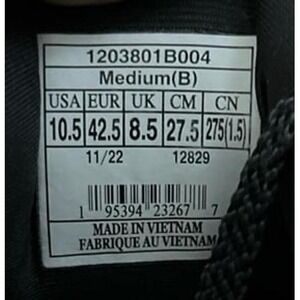 1203801B004
Medium(B)
USA EUR UK CM CN
10.5 42.5 8.5 27.5 275(1.5)
11/22 12829
1 95394 23267 7
MADE IN VIETNAM
FABRIQUE AU VIETNAM